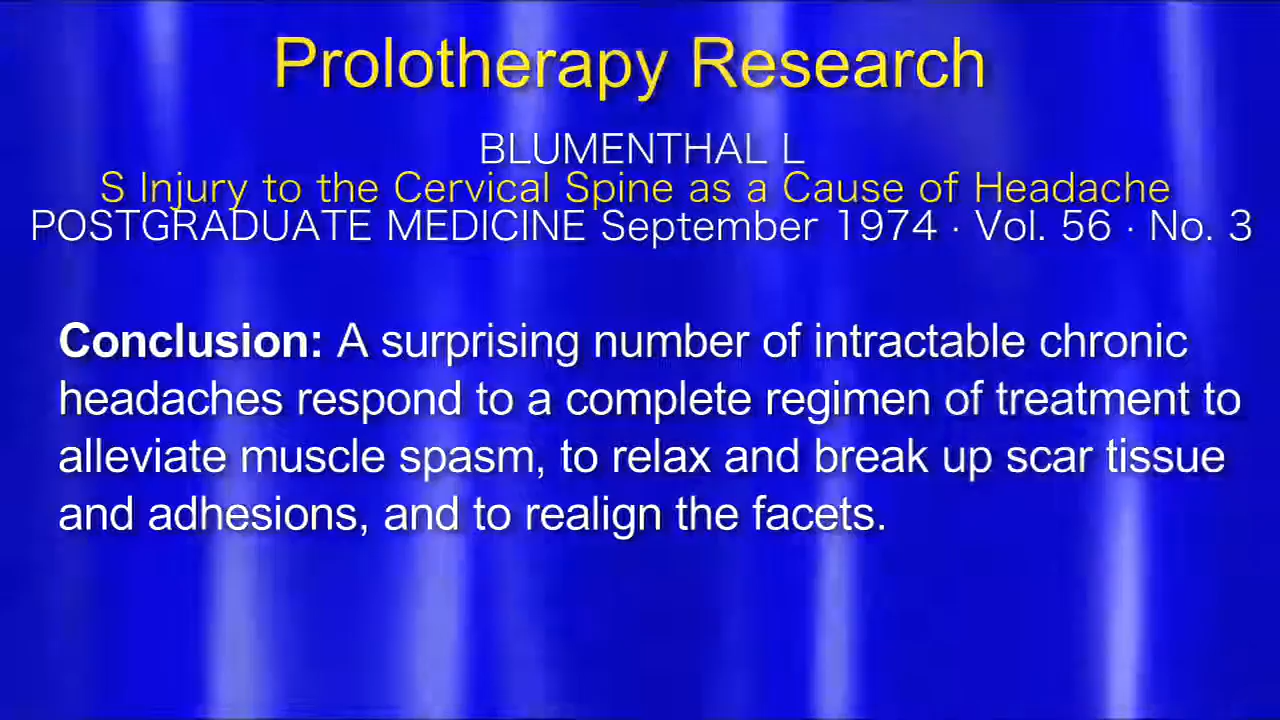 Prolotherapy Research
BLUMENTHAL L
S Injury to the Cervical Spine as a Cause of Headache
POSTGRADUATE MEDICINE September 1974 · Vol. 56 · No. 3
Conclusion: A surprising number of intractable chronic
headaches respond to a complete regimen of treatment to
alleviate muscle spasm, to relax and break up scar tissue
and adhesions, and to realign the facets.